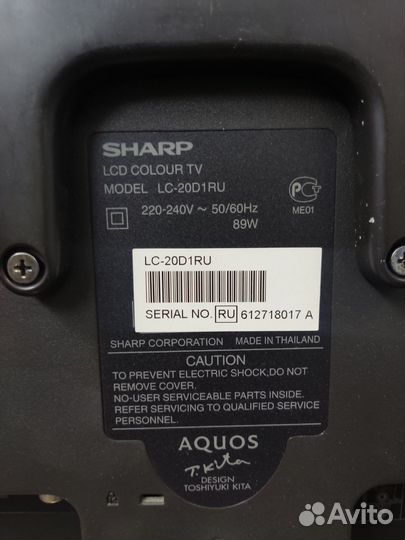 SHARP
LCD COLOUR TV
MODEL LC-20D1RU
220-240V ~ 50/60Hz
89W
PCT
ME01
LC-20D1RU
SERIAL NO. RU 612718017 A
SHARP CORPORATION MADE IN THAILAND
CAUTION
TO PREVENT ELECTRIC SHOCK,DO NOT
REMOVE COVER.
NO-USER SERVICEABLE PARTS INSIDE.
REFER SERVICING TO QUALIFIED SERVICE
PERSONNEL.
AQUOS
T.Kita
DESIGN
TOSHIYUKI KITA
Avito